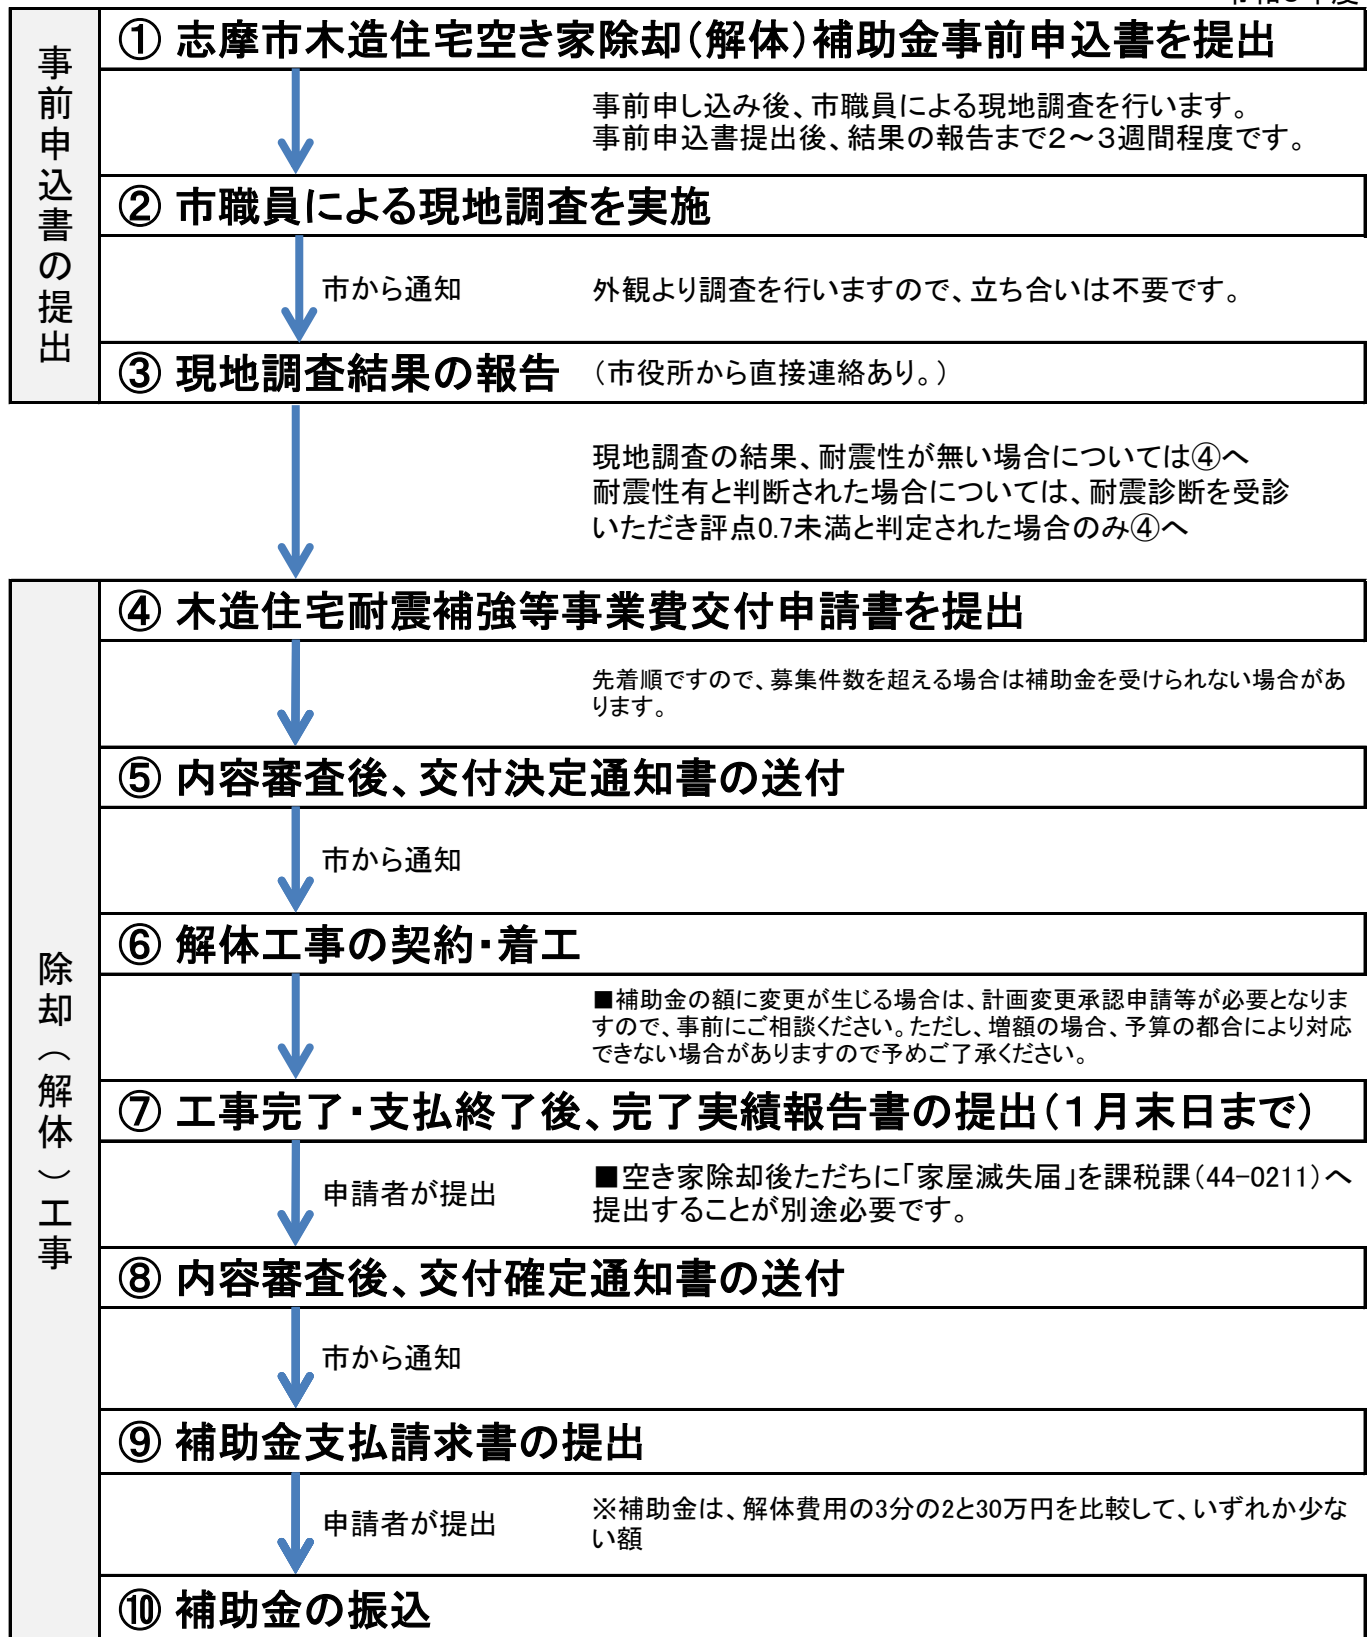 事前申込書の提出
① 志摩市木造住宅空き家除却（解体）補助金事前申込書を提出
事前申し込み後、市職員による現地調査を行います。
事前申込書提出後、結果の報告まで２～３週間程度です。
② 市職員による現地調査を実施
市から通知
外観より調査を行いますので、立ち合いは不要です。
③ 現地調査結果の報告 （市役所から直接連絡あり。）
現地調査の結果、耐震性が無い場合については④へ
耐震性有と判断された場合については、耐震診断を受診
いただき評点0.7未満と判定された場合のみ④へ
除却（解体）工事
④ 木造住宅耐震補強等事業費交付申請書を提出
先着順ですので、募集件数を超える場合は補助金を受けられない場合があ
ります。
⑤ 内容審査後、交付決定通知書の送付
市から通知
⑥ 解体工事の契約・着工
■補助金の額に変更が生じる場合は、計画変更承認申請等が必要となりま
すので、事前にご相談ください。ただし、増額の場合、予算の都合により対応
できない場合がありますので予めご了承ください。
⑦ 工事完了・支払終了後、完了実績報告書の提出（１月末日まで）
申請者が提出
■空き家除却後ただちに「家屋滅失届」を課税課（44-0211）へ
提出することが別途必要です。
⑧ 内容審査後、交付確定通知書の送付
市から通知
⑨ 補助金支払請求書の提出
申請者が提出
※補助金は、解体費用の3分の2と30万円を比較して、いずれか少な
い額
⑩ 補助金の振込